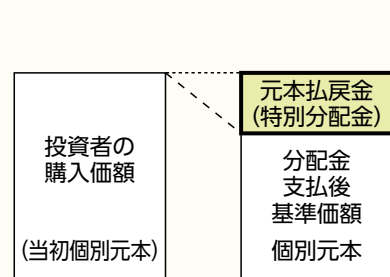 投資者の
購入価額
(当初個別元本)
元本払戻金
(特別分配金)
分配金
支払後
基準価額
個別元本